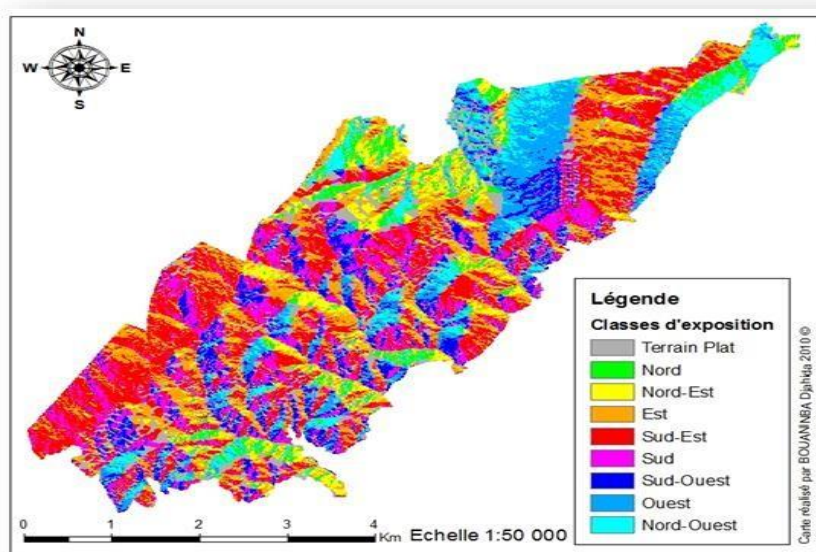 N
W E
S
Légende
Classes d'exposition
Terrain Plat
Nord
Nord-Est
Est
Sud-Est
Sud
Sud-Ouest
Ouest
Nord-Ouest
0 1 2 3 4 Km Echelle 1:50 000
Carte réalisé par BOUANINBA Djahida 2010 ©